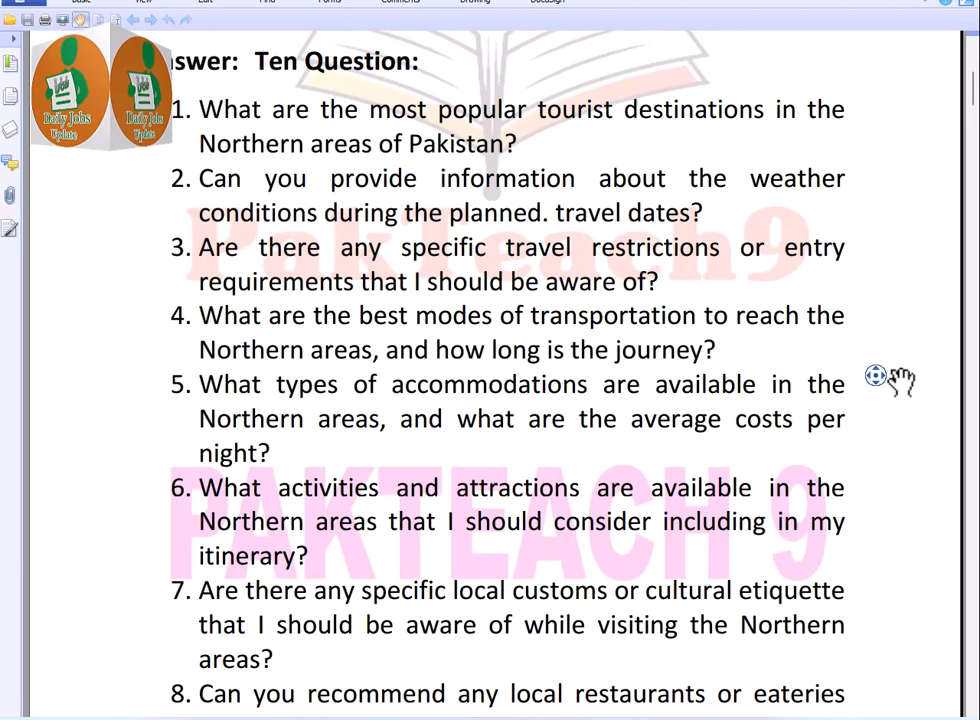 Daily Jobs
Update
Daily Job
Update
swer: Ten Question:
1. What are the most popular tourist destinations in the
Northern areas of Pakistan?
2. Can you provide information about the weather
conditions during the planned. travel dates?
3. Are there any specific travel restrictions or entry
requirements that I should be aware of?
4. What are the best modes of transportation to reach the
Northern areas, and how long is the journey?
5. What types of accommodations are available in the
Northern areas, and what are the average costs per
night?
6. What activities and attractions are available in the
Northern areas that I should consider including in my
itinerary?
7. Are there any specific local customs or cultural etiquette
that I should be aware of while visiting the Northern
areas?
8. Can you recommend any local restaurants or eateries
PakTeach9
PAKTEACH 9